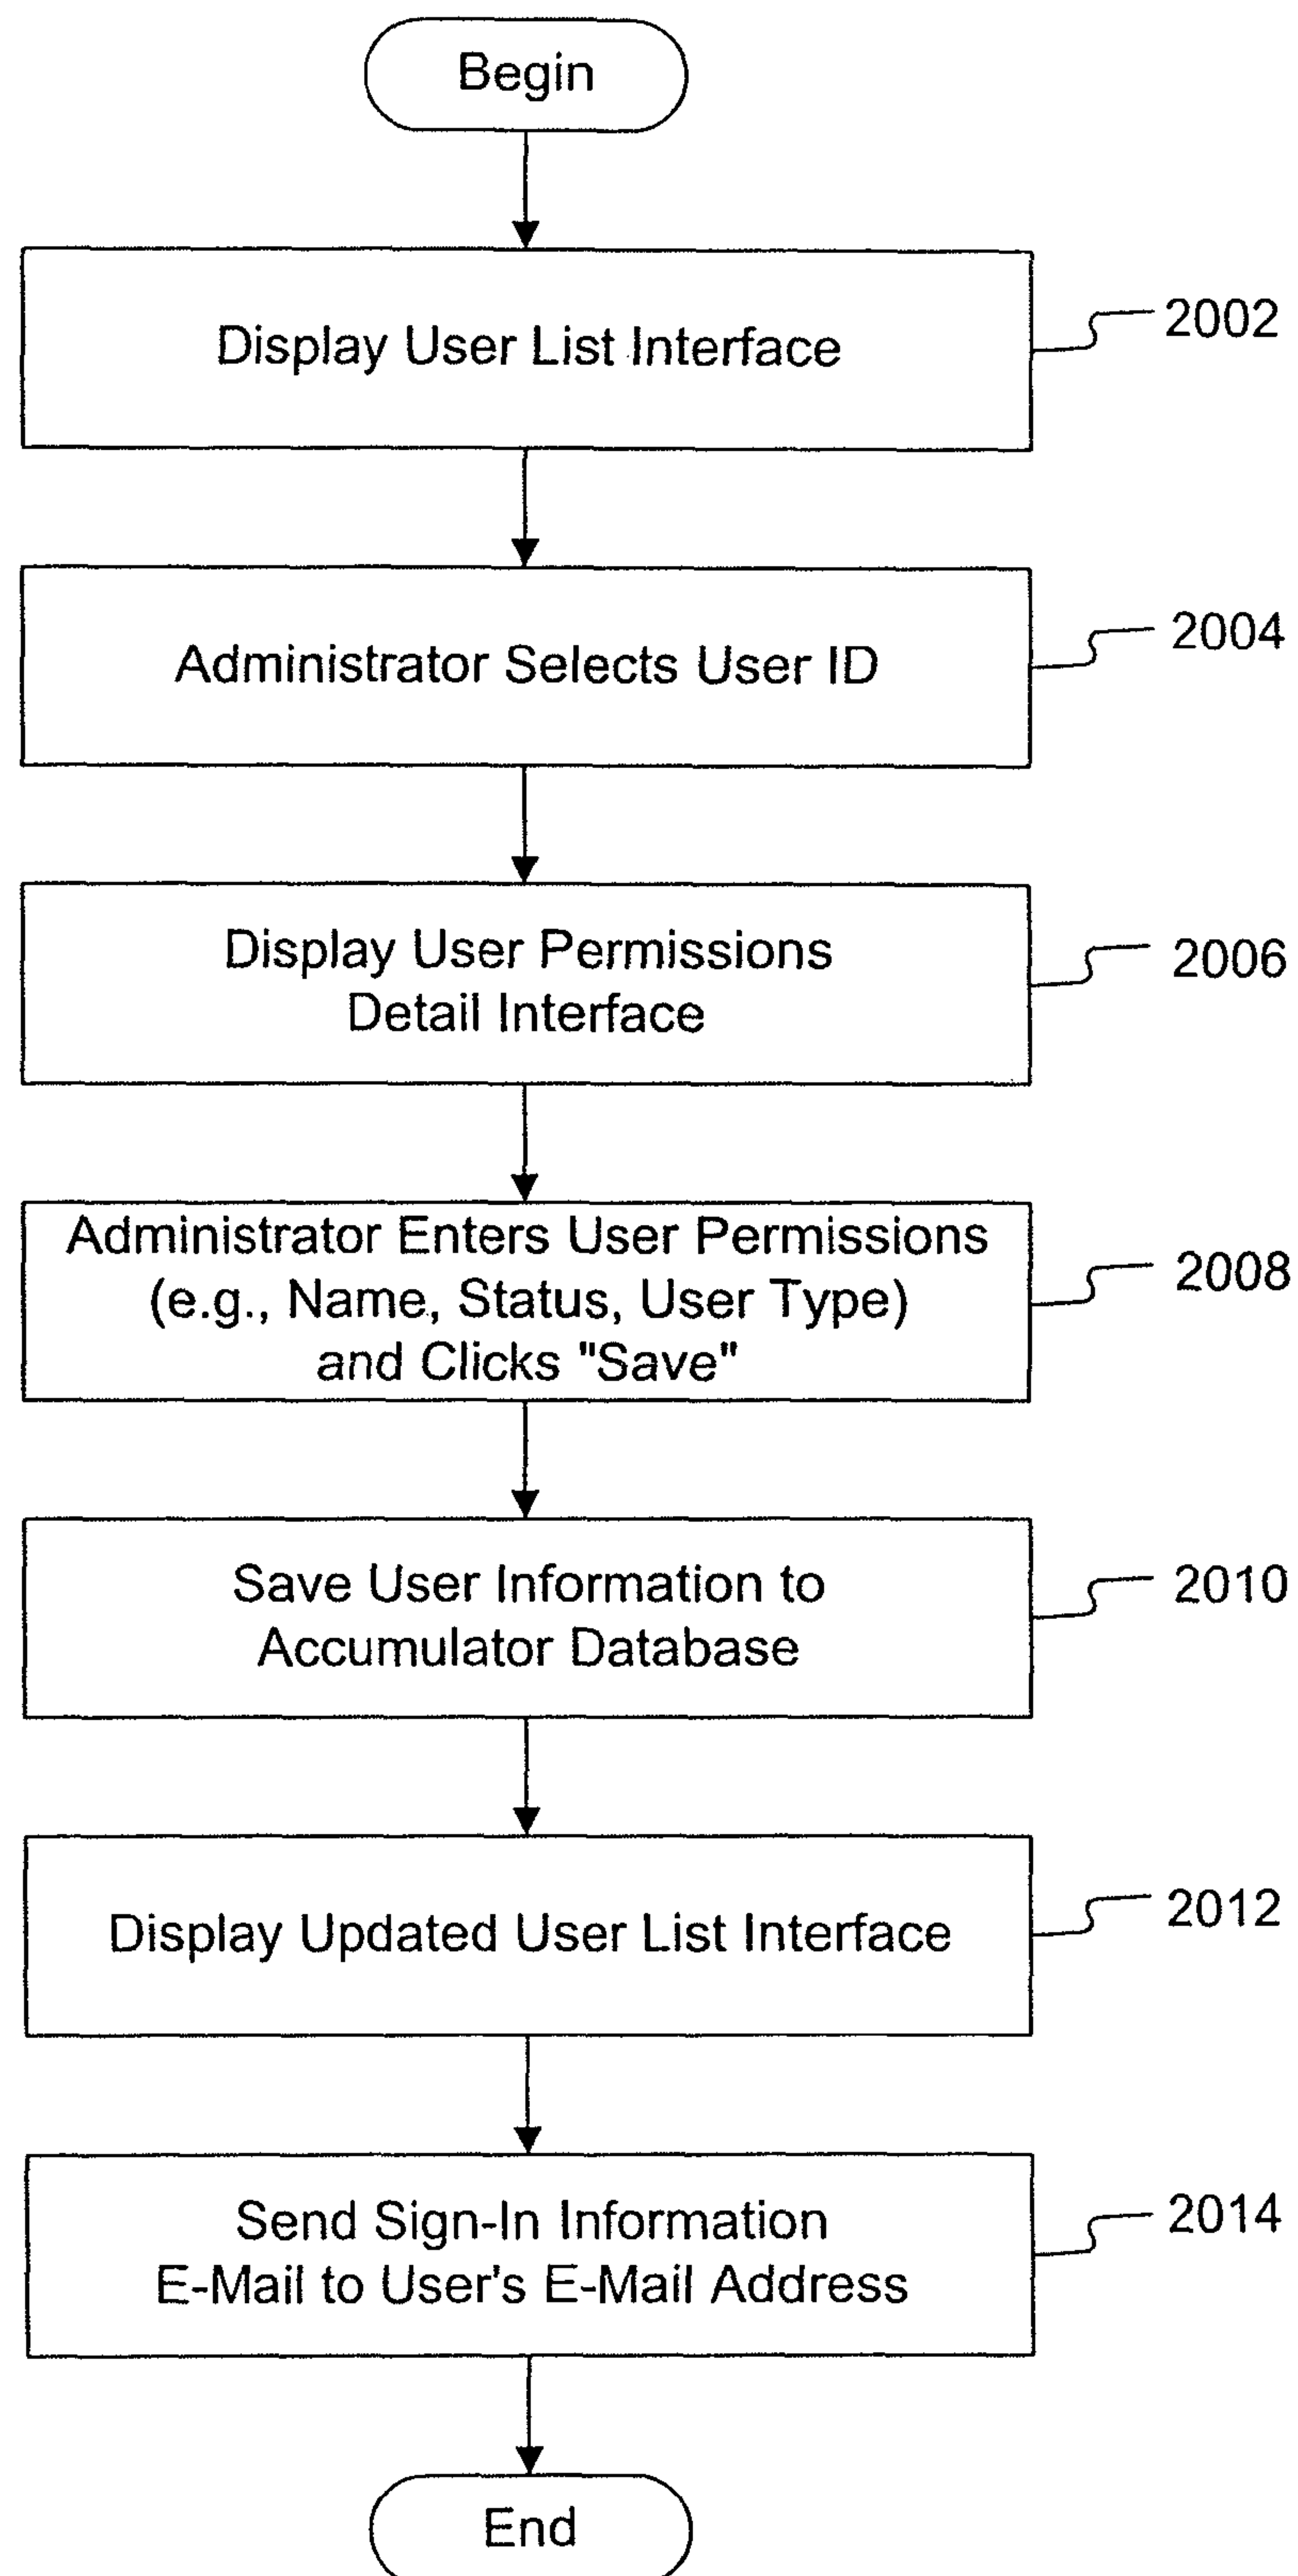 Begin
Display User List Interface
2002
Administrator Selects User ID
2004
Display User Permissions
Detail Interface
2006
Administrator Enters User Permissions
(e.g., Name, Status, User Type)
and Clicks "Save"
2008
Save User Information to
Accumulator Database
2010
Display Updated User List Interface
2012
Send Sign-In Information
E-Mail to User's E-Mail Address
2014
End